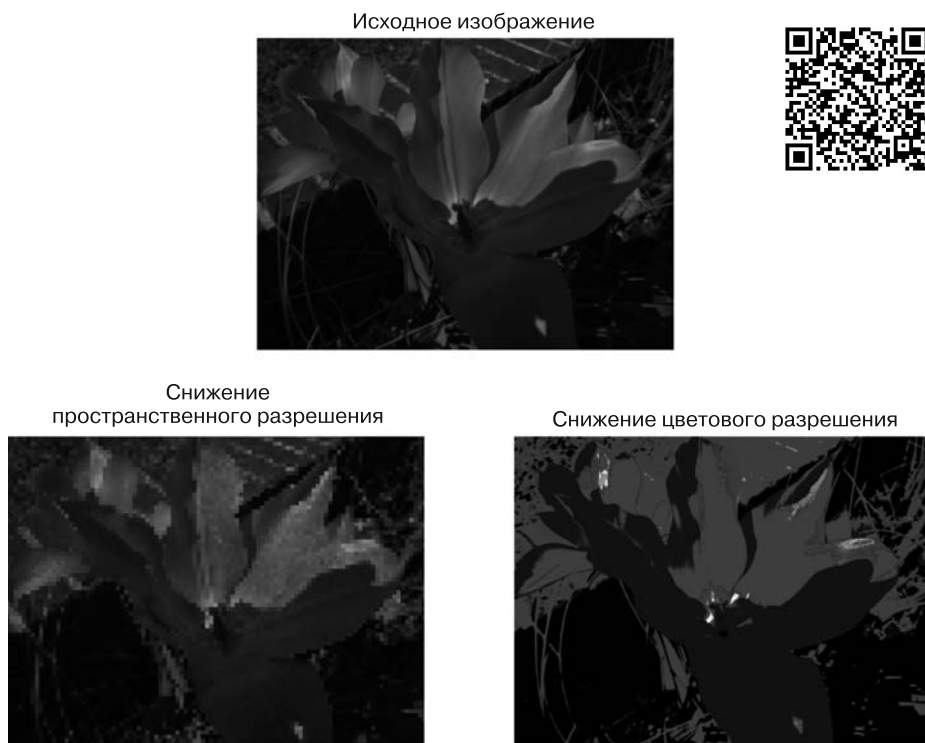 Исходное изображение
Снижение
пространственного разрешения
Снижение цветового разрешения